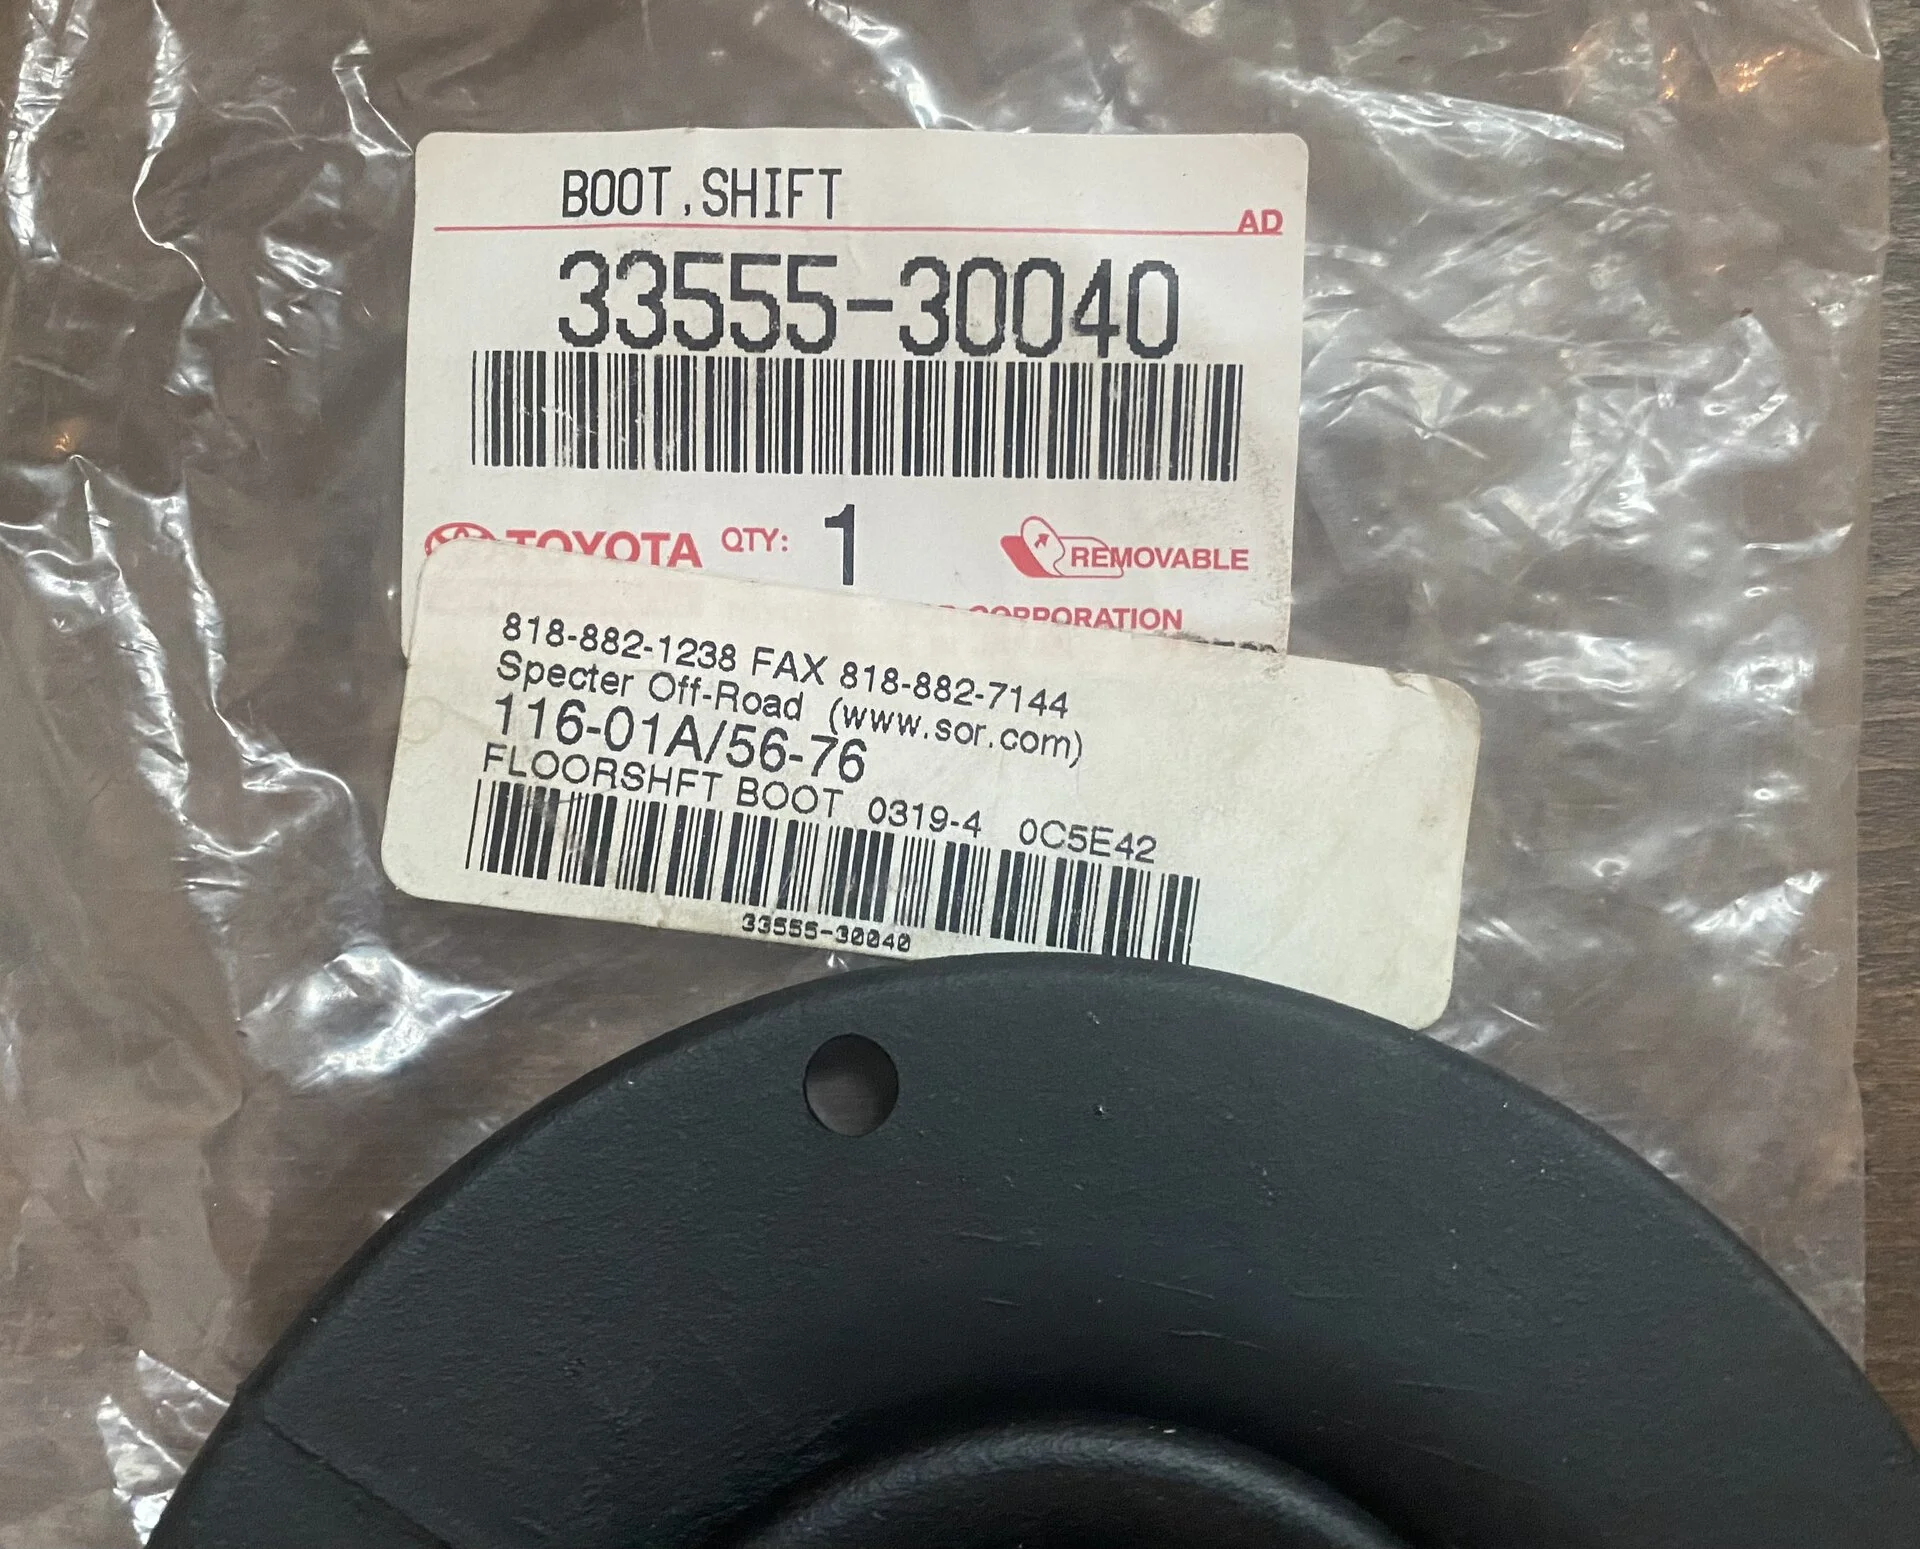 BOOT,SHIFT
AD
33555-30040
TOYOTA QTY: 1 REMOVABLE
CORPORATION
818-882-1238 FAX 818-882-7144
Specter Off-Road (www.sor.com)
116-01A/56-76
FLOORSHFT BOOT 0319-4 0C5E42
33555-30040